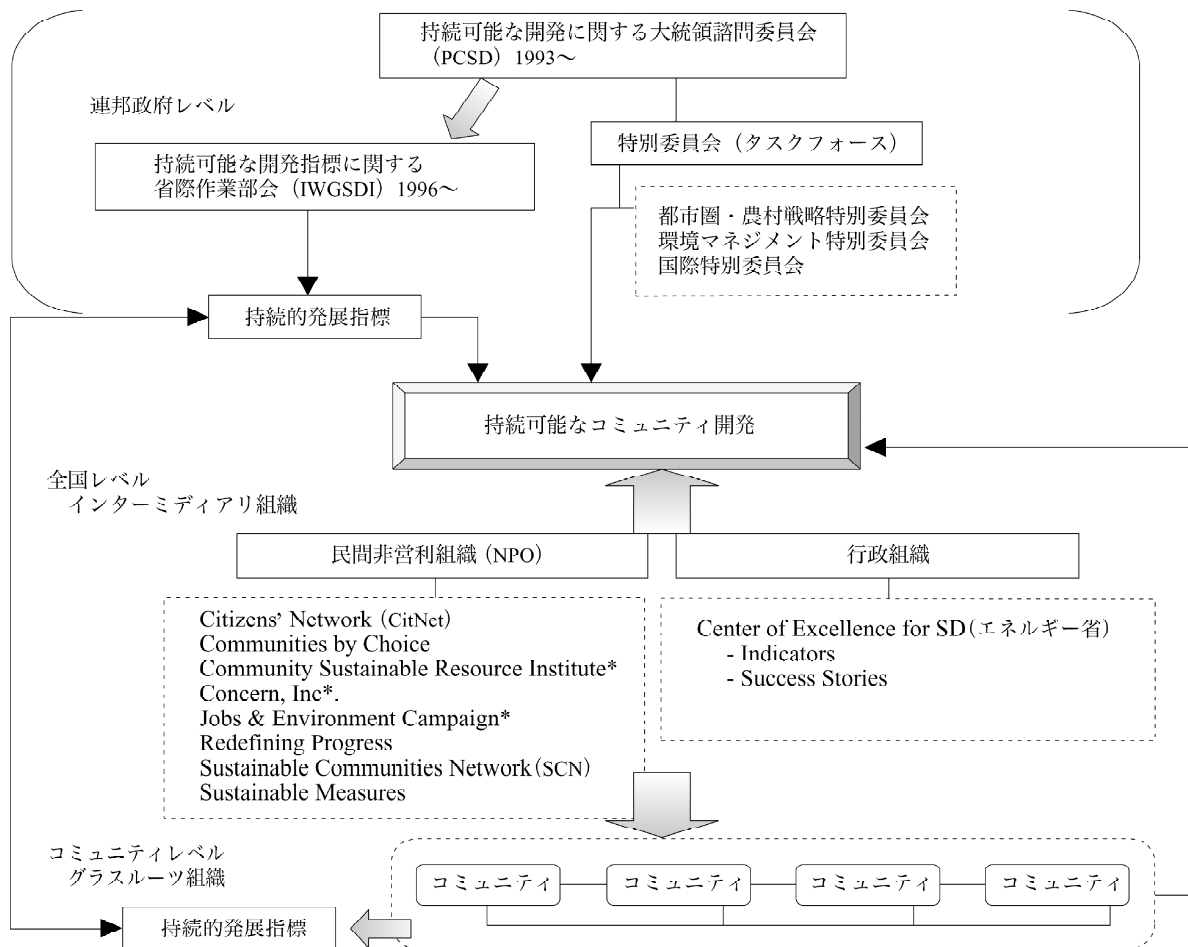 持続可能な開発に関する大統領諮問委員会
（PCSD）1993～
連邦政府レベル
特別委員会（タスクフォース）
持続可能な開発指標に関する
省際作業部会（IWGSDI）1996～
都市圏・農村戦略特別委員会
環境マネジメント特別委員会
国際特別委員会
持続的発展指標
持続可能なコミュニティ開発
全国レベル
インターミディアリ組織
民間非営利組織（NPO）
行政組織
Citizens' Network（CitNet）
Communities by Choice
Community Sustainable Resource Institute*
Concern, Inc*.
Jobs & Environment Campaign*
Redefining Progress
Sustainable Communities Network（SCN）
Sustainable Measures
Center of Excellence for SD（エネルギー省）
- Indicators
- Success Stories
コミュニティレベル
グラスルーツ組織
コミュニティ
コミュニティ
コミュニティ
コミュニティ
持続的発展指標